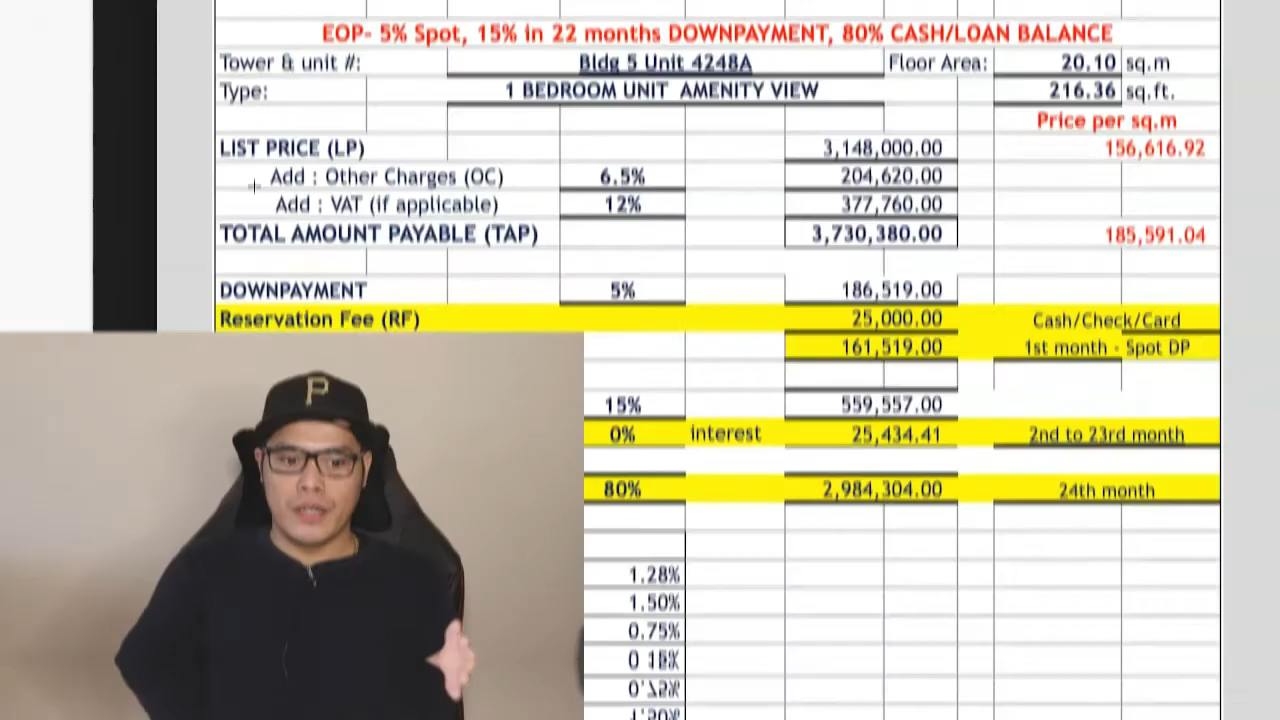 EOP- 5% Spot, 15% in 22 months DOWNPAYMENT, 80% CASH/LOAN BALANCE
Tower & unit #: Bldg 5 Unit 4248A Floor Area: 20.10 sq.m
Type: 1 BEDROOM UNIT AMENITY VIEW 216.36 sq.ft.
Price per sq.m
LIST PRICE (LP) 3,148,000.00 156,616.92
Add : Other Charges (OC) 6.5% 204,620.00
Add : VAT (if applicable) 12% 377,760.00
TOTAL AMOUNT PAYABLE (TAP) 3,730,380.00 185,591.04
DOWNPAYMENT 5% 186,519.00
Reservation Fee (RF) 25,000.00 Cash/Check/Card
161,519.00 1st month - Spot DP
15% 559,557.00
0% interest 25,434.41 2nd to 23rd month
80% 2,984,304.00 24th month
1.28%
1.50%
0.75%
P